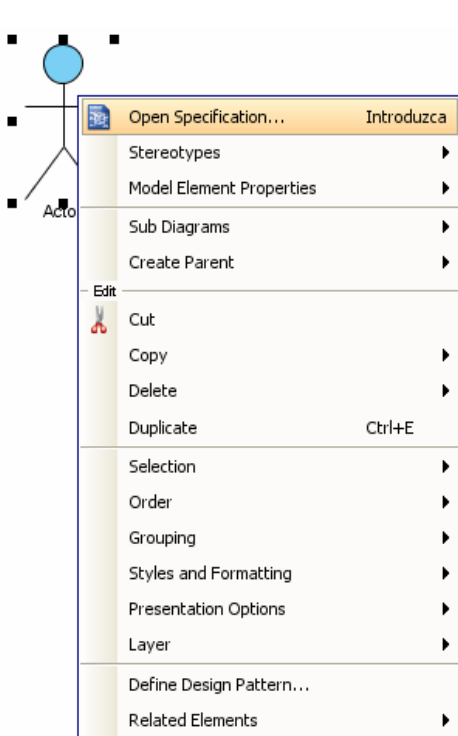 Open Specification... Introduzca
Stereotypes
Model Element Properties
Acto
Sub Diagrams
Create Parent
Edit
Cut
Copy
Delete
Duplicate Ctrl+E
Selection
Order
Grouping
Styles and Formatting
Presentation Options
Layer
Define Design Pattern...
Related Elements